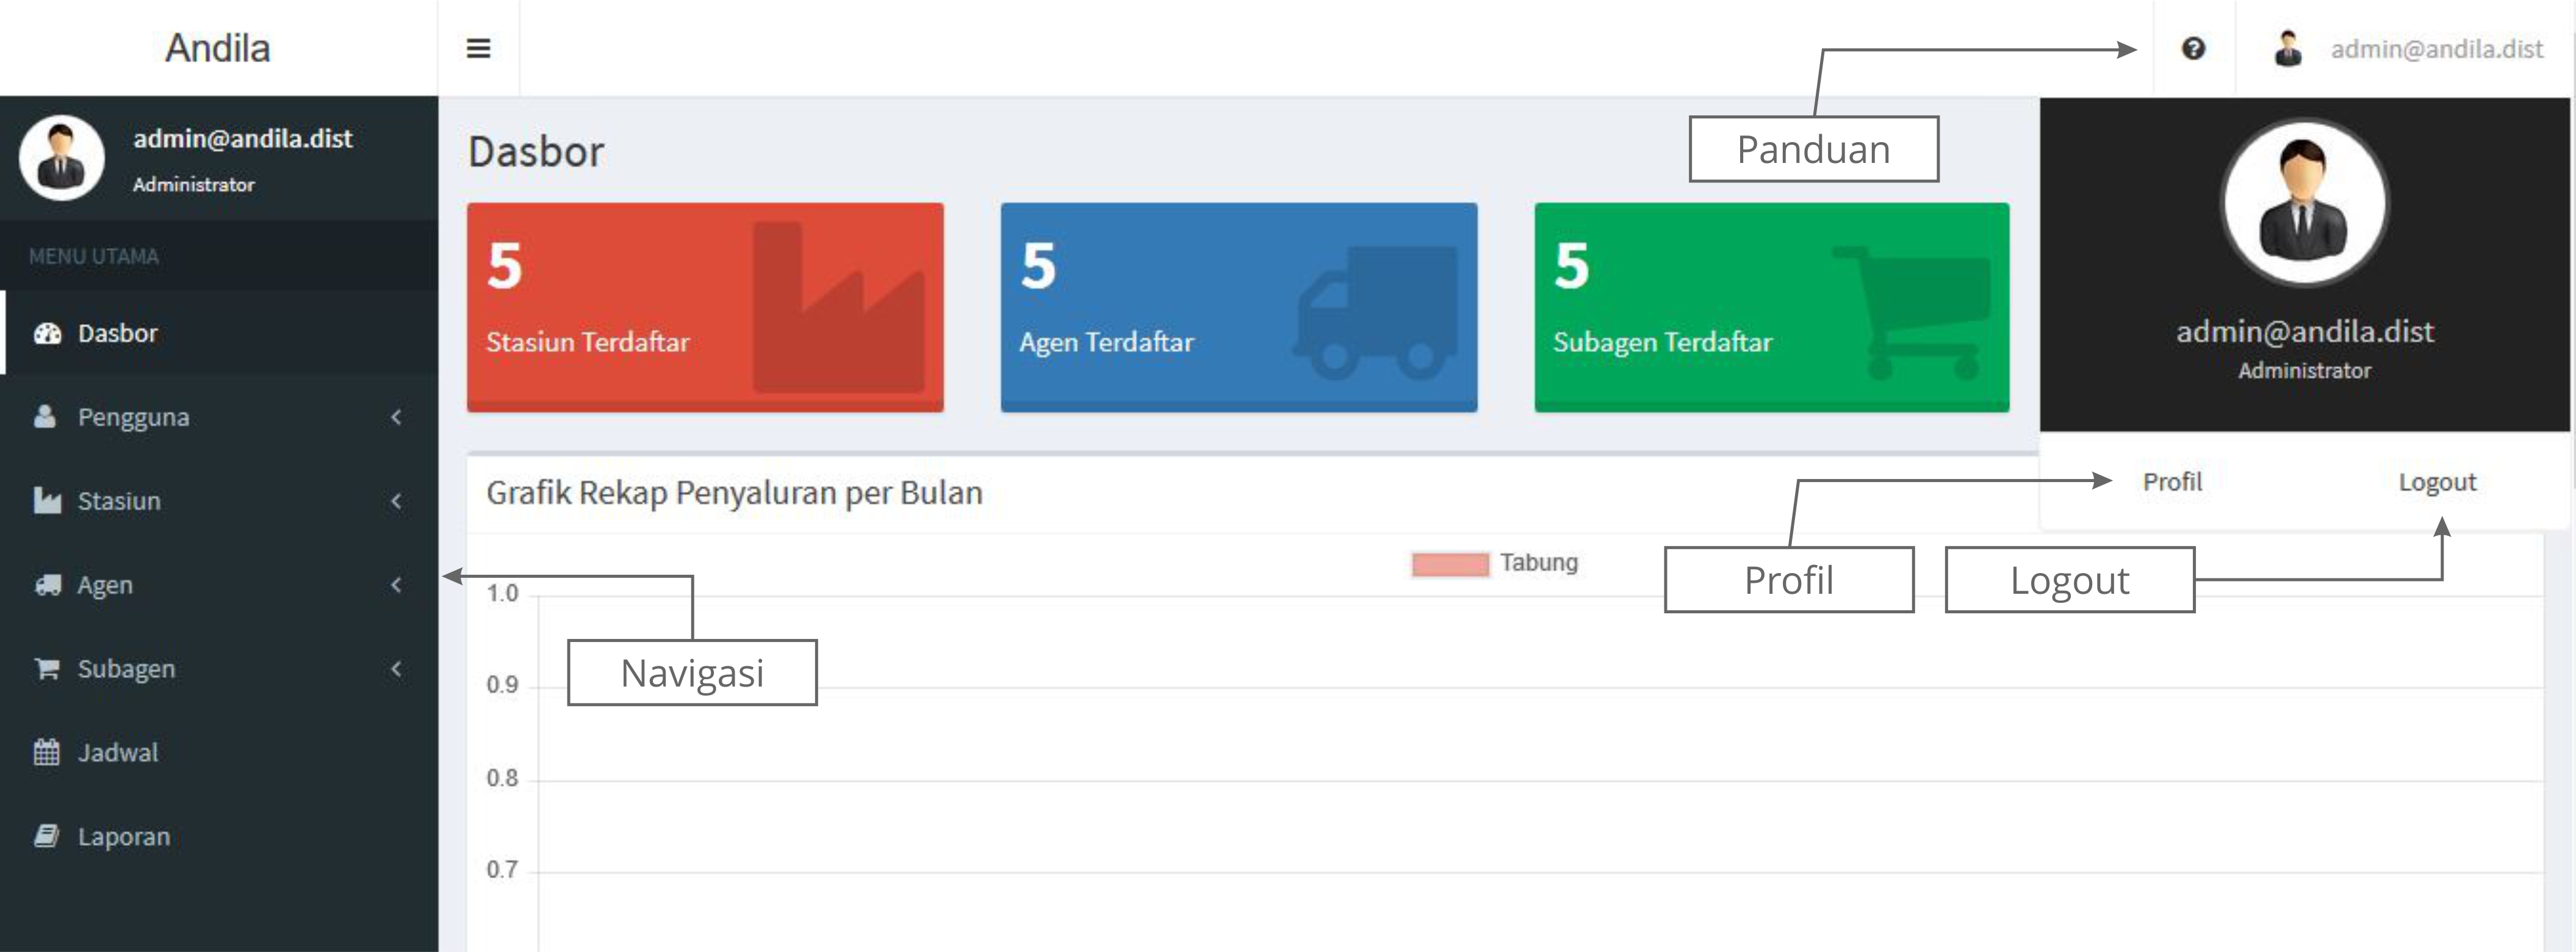 Andila
admin@andila.dist
admin@andila.dist
Administrator
MENU UTAMA
Dasbor
Pengguna
Stasiun
Agen
Subagen
Jadwal
Laporan
Dasbor
Panduan
5
Stasiun Terdaftar
5
Agen Terdaftar
5
Subagen Terdaftar
admin@andila.dist
Administrator
Profil
Logout
Grafik Rekap Penyaluran per Bulan
Tabung
Profil
Logout
Navigasi
1.0
0.9
0.8
0.7